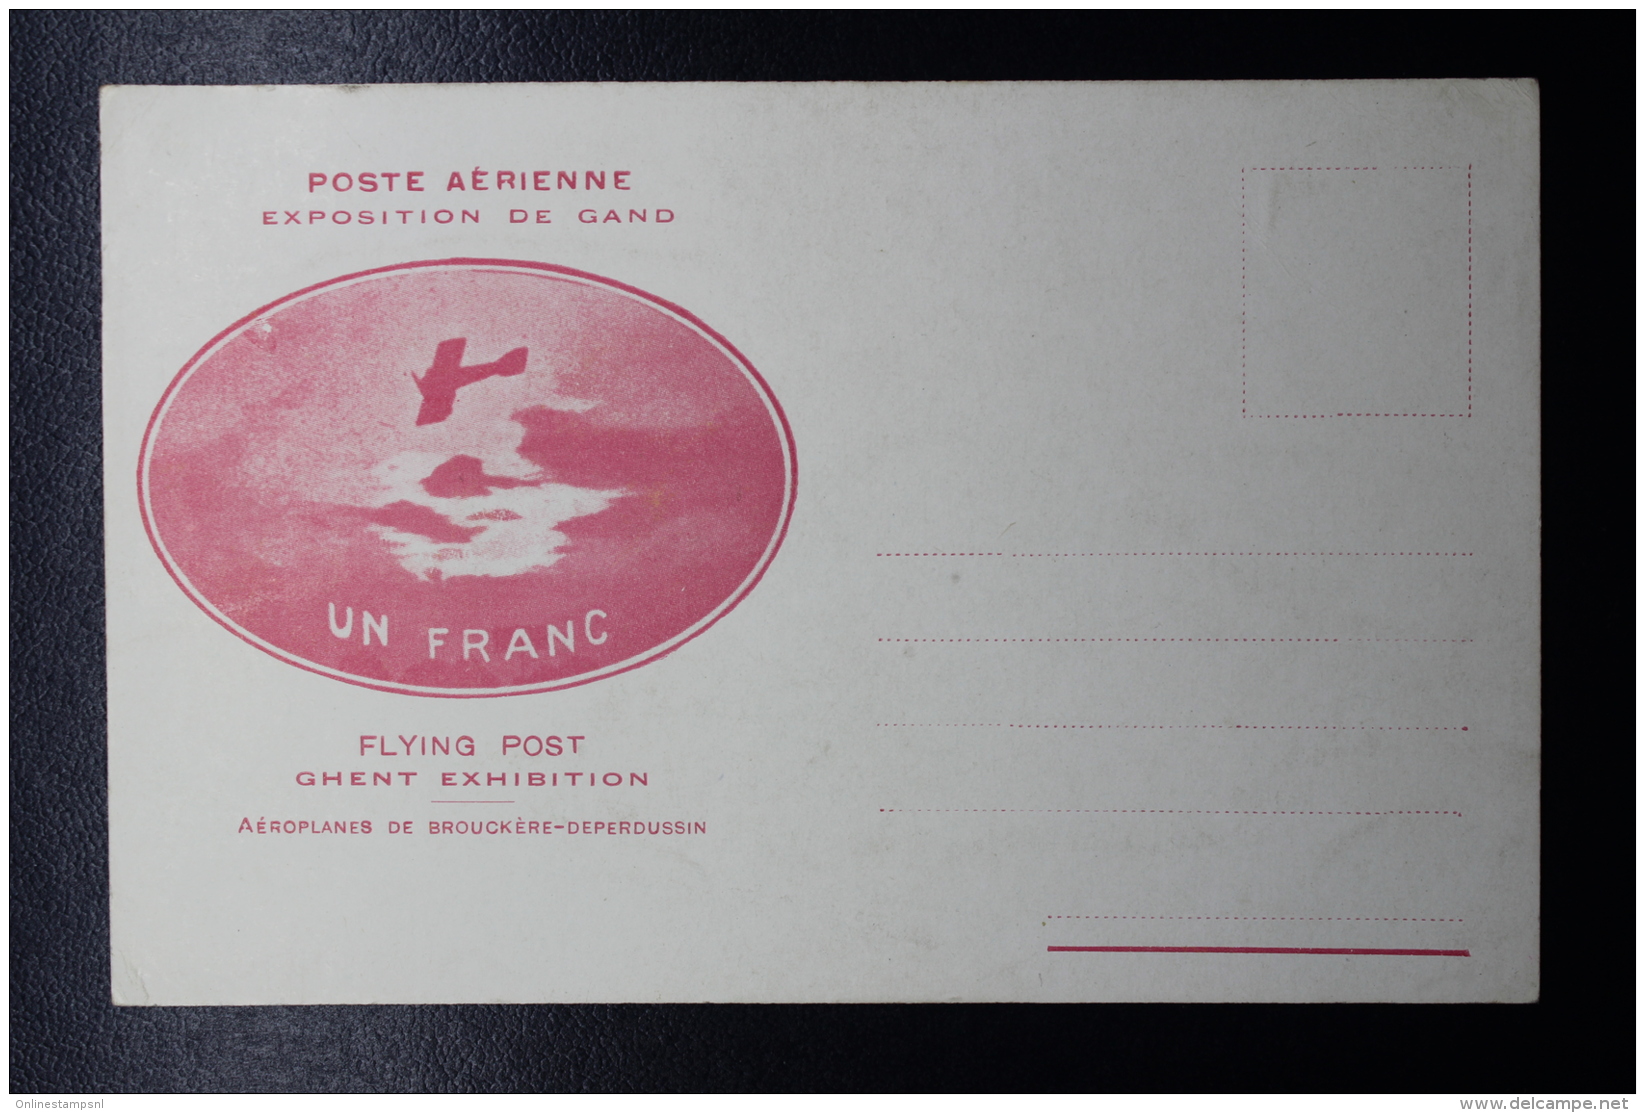 POSTE AÉRIENNE
EXPOSITION DE GAND
UN FRANC
FLYING POST
GHENT EXHIBITION
AÉROPLANES DE BROUCKÈRE-DEPERDUSSIN
Onlinestampsnl
www.delcampe.net